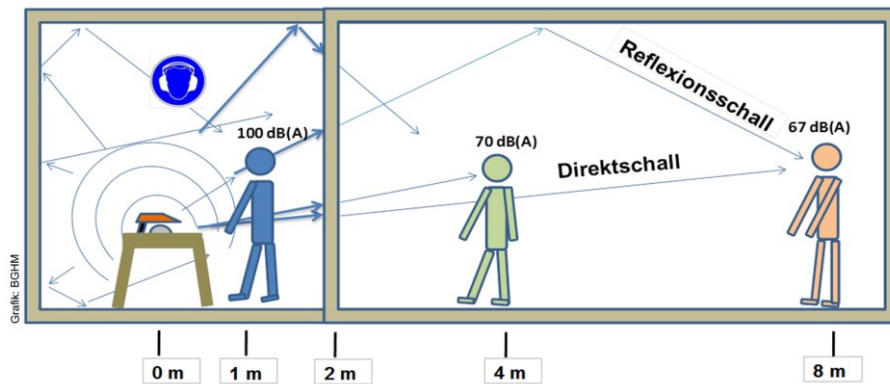 100 dB(A)
70 dB(A)
67 dB(A)
Reflexionsschall
Direktschall
Grafik: BGHM
0 m
1 m
2 m
4 m
8 m